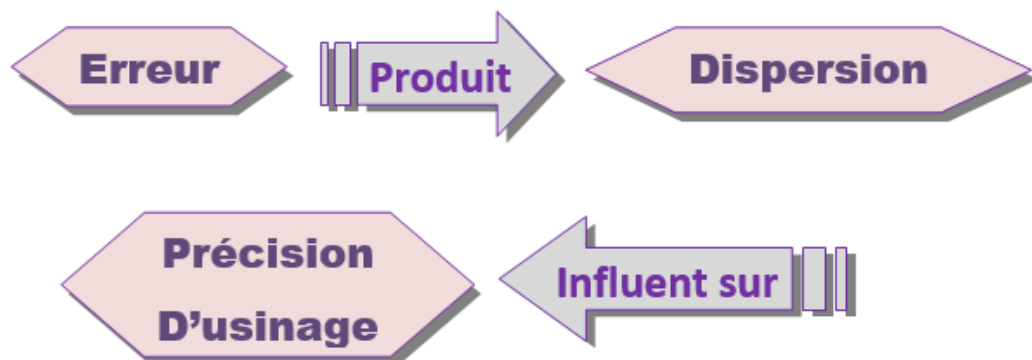 Erreur
Produit
Dispersion
Précision
D'usinage
Influent sur